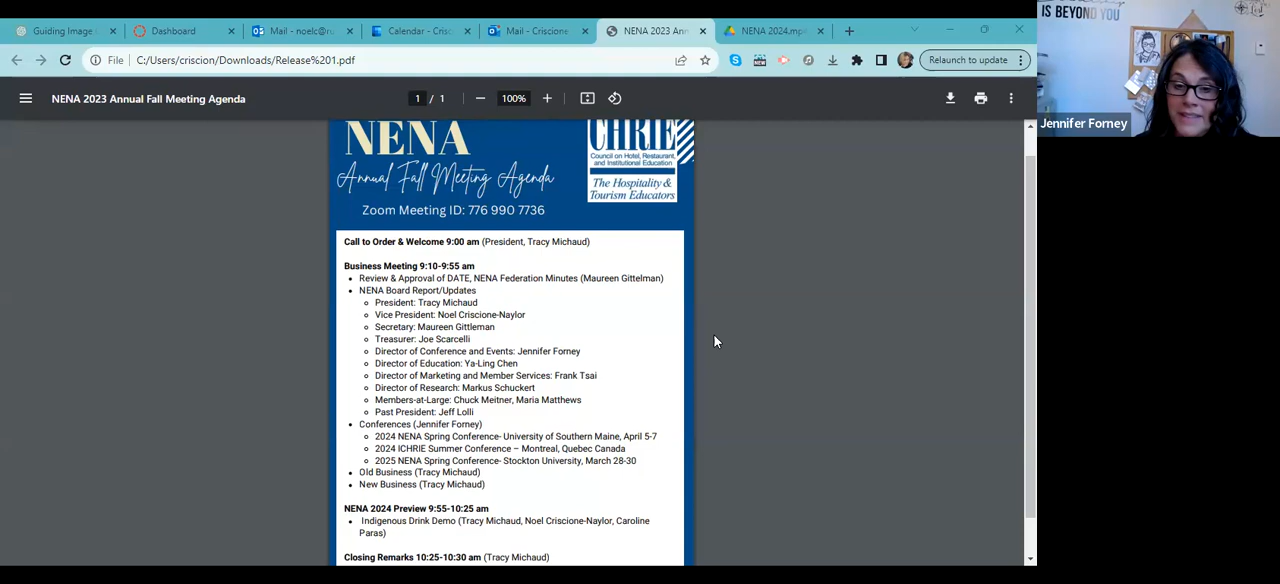 Guiding Image
Dashboard
Mail - noelc@ru
Calendar - Crisc
Mail - Criscione
NENA 2023 Ann
NENA 2024.mp
File
C:/Users/criscion/Downloads/Release%201.pdf
Relaunch to update
IS BEYOND YOU
Jennifer Forney
NENA 2023 Annual Fall Meeting Agenda
1 / 1
100%
NENA
Annual Fall Meeting Agenda
Zoom Meeting ID: 776 990 7736
CHRIE
Council on Hotel, Restaurant,
and Institutional Education
The Hospitality &
Tourism Educators
Call to Order & Welcome 9:00 am (President, Tracy Michaud)
Business Meeting 9:10-9:55 am
• Review & Approval of DATE, NENA Federation Minutes (Maureen Gittelman)
• NENA Board Report/Updates
o President: Tracy Michaud
o Vice President: Noel Criscione-Naylor
o Secretary: Maureen Gittleman
o Treasurer: Joe Scarcelli
o Director of Conference and Events: Jennifer Forney
o Director of Education: Ya-Ling Chen
o Director of Marketing and Member Services: Frank Tsai
o Director of Research: Markus Schuckert
o Members-at-Large: Chuck Meitner, Maria Matthews
o Past President: Jeff Lolli
• Conferences (Jennifer Forney)
o 2024 NENA Spring Conference- University of Southern Maine, April 5-7
o 2024 ICHRIE Summer Conference – Montreal, Quebec Canada
o 2025 NENA Spring Conference- Stockton University, March 28-30
• Old Business (Tracy Michaud)
• New Business (Tracy Michaud)
NENA 2024 Preview 9:55-10:25 am
• Indigenous Drink Demo (Tracy Michaud, Noel Criscione-Naylor, Caroline
Paras)
Closing Remarks 10:25-10:30 am (Tracy Michaud)